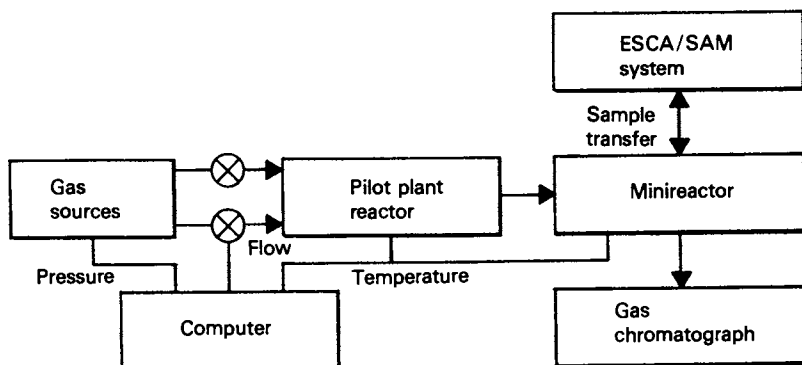 ESCA/SAM
system
Sample
transfer
Gas
sources
Pilot plant
reactor
Minireactor
Flow
Pressure
Temperature
Computer
Gas
chromatograph